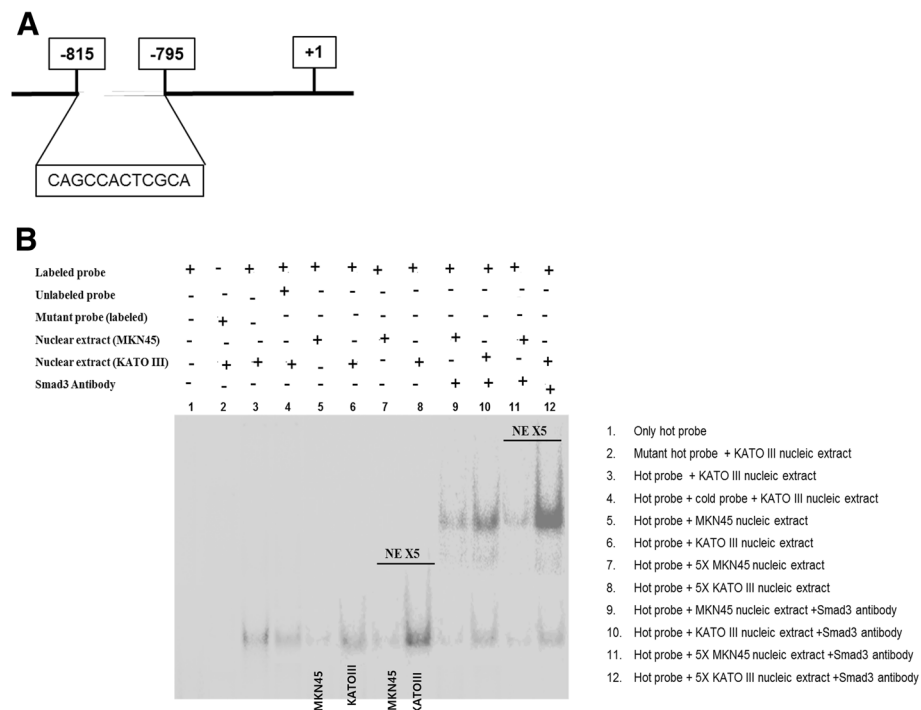 A
-815 -795 +1
CAGCCACTCGCA
B
Labeled probe + - + + + + + + + + + +
Unlabeled probe - - - + - - - - - - - -
Mutant probe (labeled) - + - - - - - - - - - -
Nuclear extract (MKN45) - - - - + - + - + - + -
Nuclear extract (KATO III) - + + + - + - + - + - +
Smad3 Antibody - - - - - - - - + + + +
1 2 3 4 5 6 7 8 9 10 11 12
NE X5
NE X5
MKN45 KATOIII MKN45 KATOIII
1. Only hot probe
2. Mutant hot probe + KATO III nucleic extract
3. Hot probe + KATO III nucleic extract
4. Hot probe + cold probe + KATO III nucleic extract
5. Hot probe + MKN45 nucleic extract
6. Hot probe + KATO III nucleic extract
7. Hot probe + 5X MKN45 nucleic extract
8. Hot probe + 5X KATO III nucleic extract
9. Hot probe + MKN45 nucleic extract +Smad3 antibody
10. Hot probe + KATO III nucleic extract +Smad3 antibody
11. Hot probe + 5X MKN45 nucleic extract +Smad3 antibody
12. Hot probe + 5X KATO III nucleic extract +Smad3 antibody